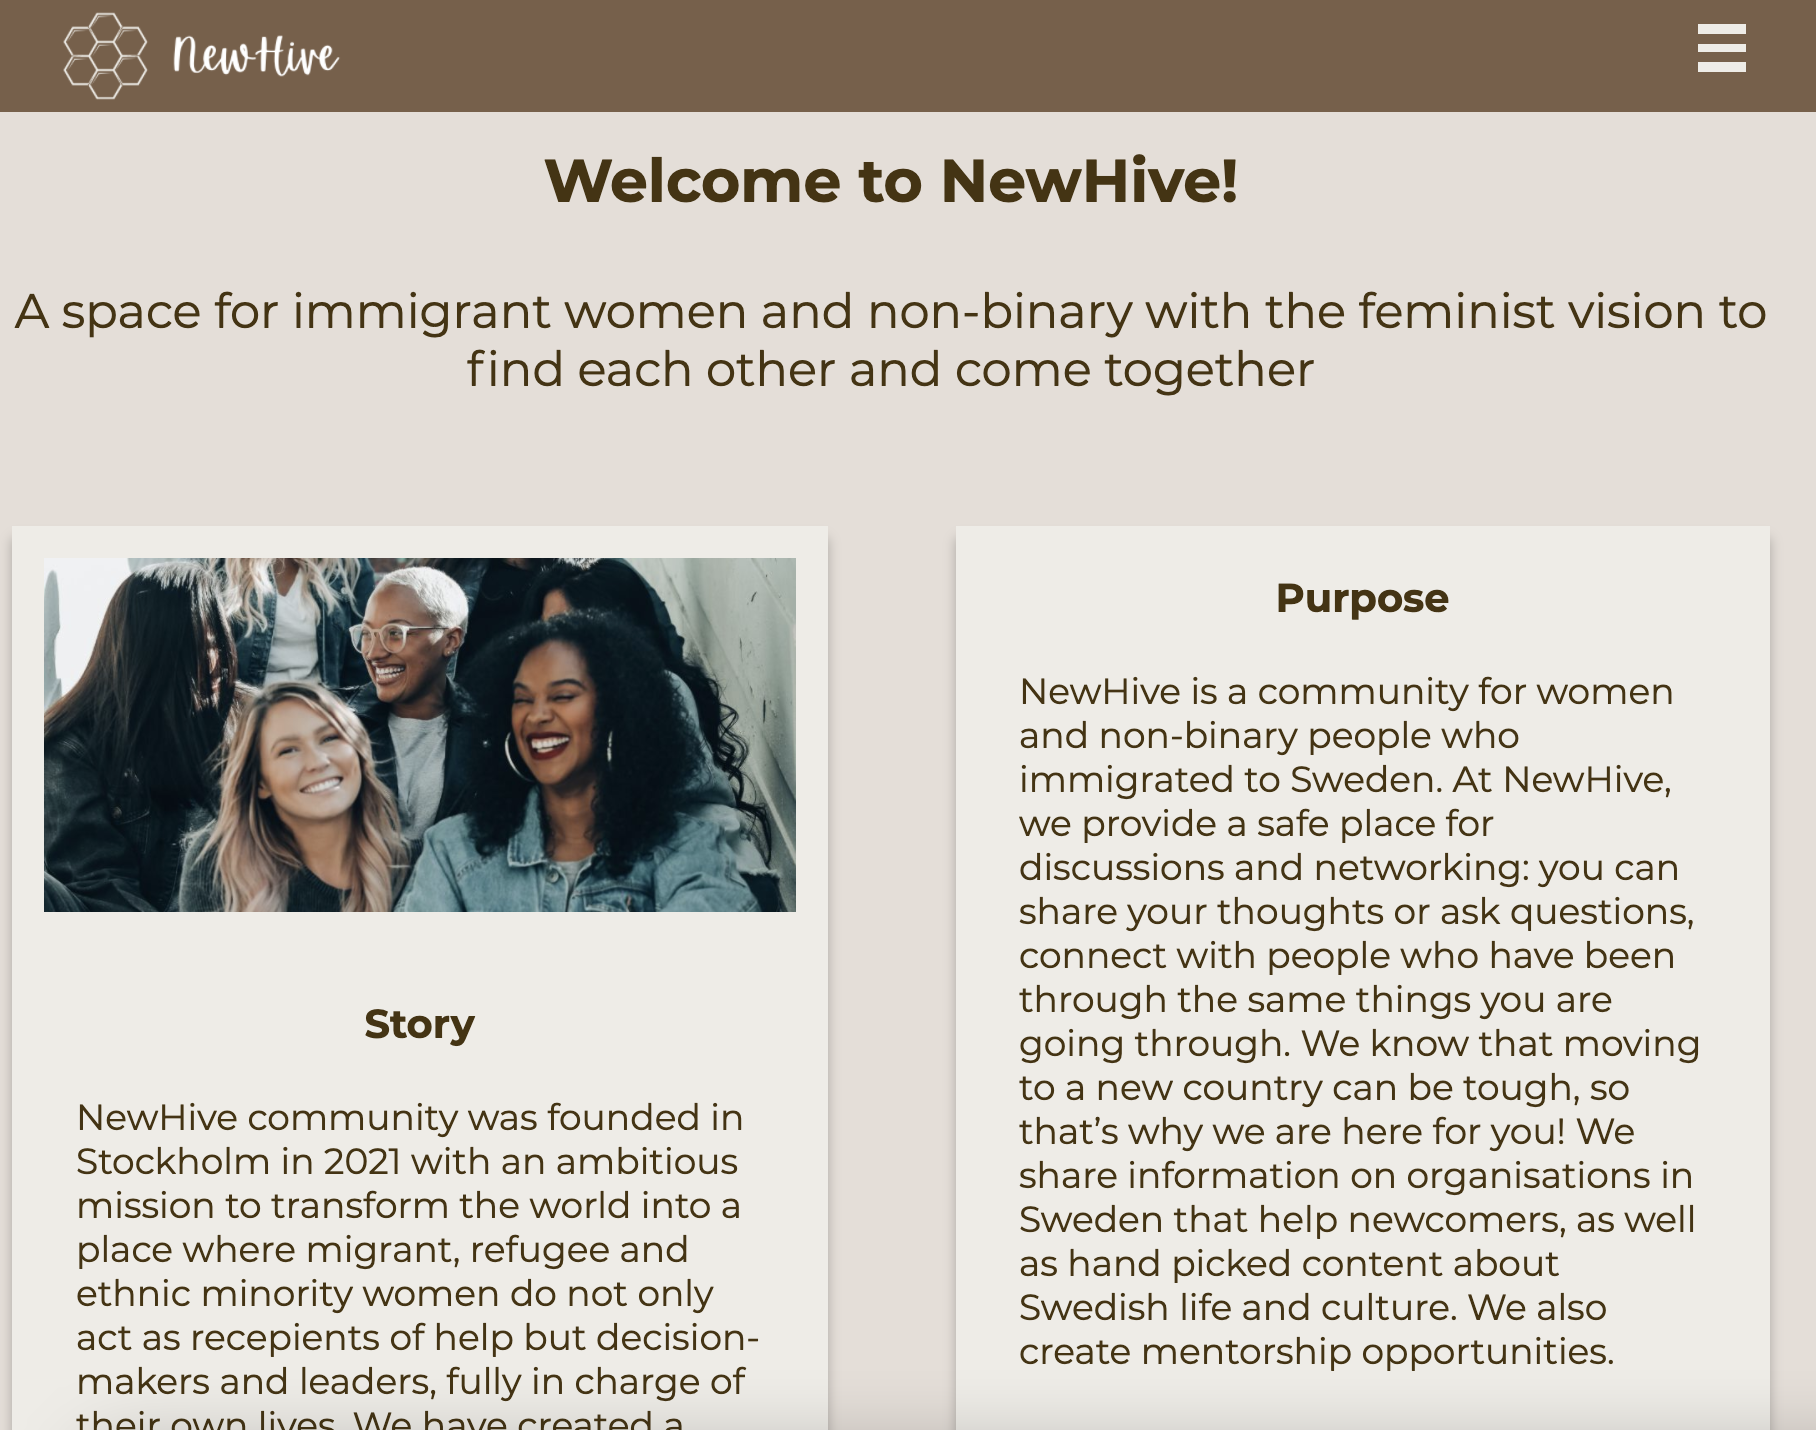 NewHive
Welcome to NewHive!
A space for immigrant women and non-binary with the feminist vision to
find each other and come together
Story
NewHive community was founded in
Stockholm in 2021 with an ambitious
mission to transform the world into a
place where migrant, refugee and
ethnic minority women do not only
act as recepients of help but decision-
makers and leaders, fully in charge of
their own lives. We have created a
Purpose
NewHive is a community for women
and non-binary people who
immigrated to Sweden. At NewHive,
we provide a safe place for
discussions and networking: you can
share your thoughts or ask questions,
connect with people who have been
through the same things you are
going through. We know that moving
to a new country can be tough, so
that’s why we are here for you! We
share information on organisations in
Sweden that help newcomers, as well
as hand picked content about
Swedish life and culture. We also
create mentorship opportunities.